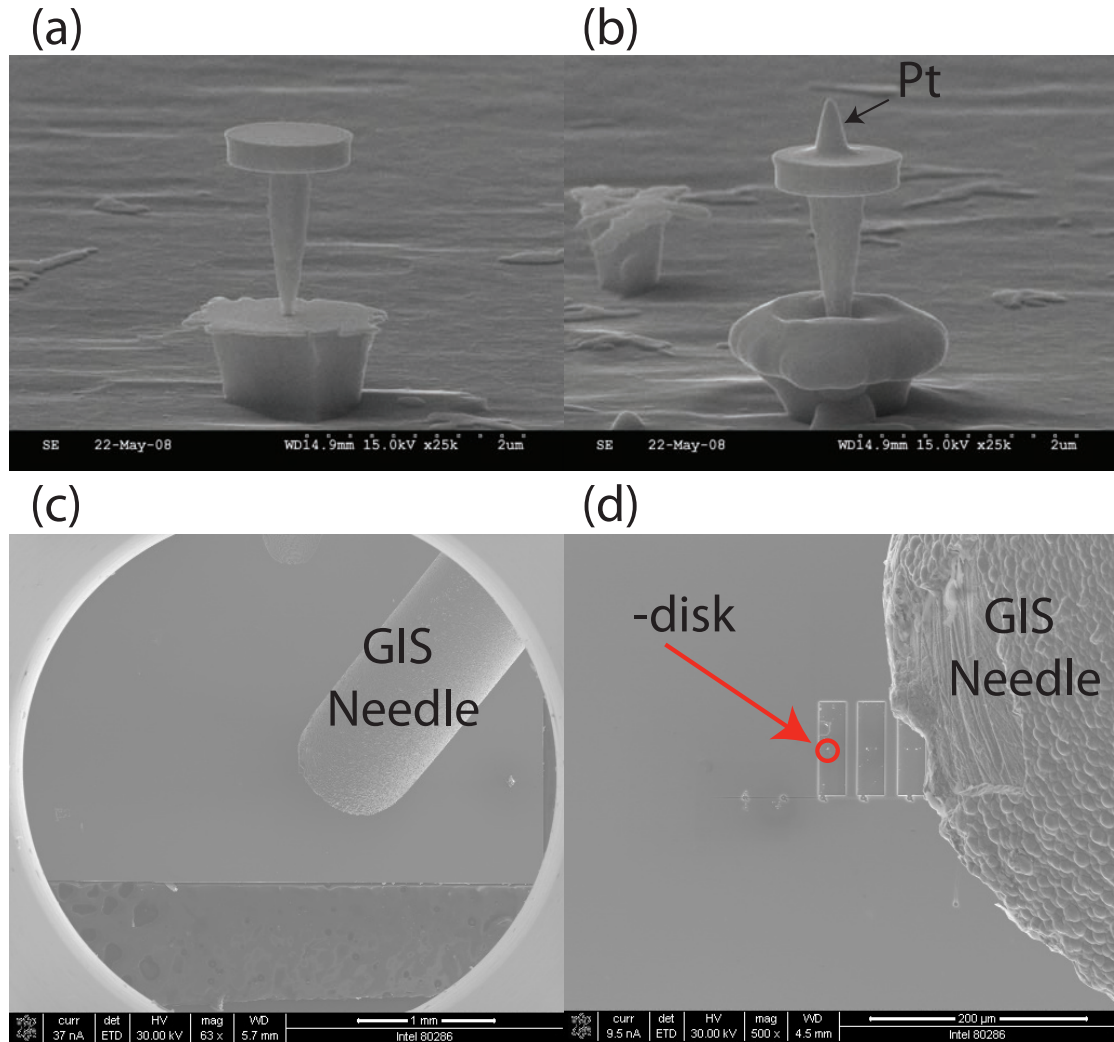 (a)
(b)
Pt
SE 22-May-08 WD14.9mm 15.0kV x25k 2um
SE 22-May-08 WD14.9mm 15.0kV x25k 2um
(c)
(d)
GIS
Needle
-disk
GIS
Needle
curr det HV mag WD
37 nA ETD 30.00 kV 63 x 5.7 mm
1 mm
Intel 80286
curr det HV mag WD
9.5 nA ETD 30.00 kV 500 x 4.5 mm
200 µm
Intel 80286